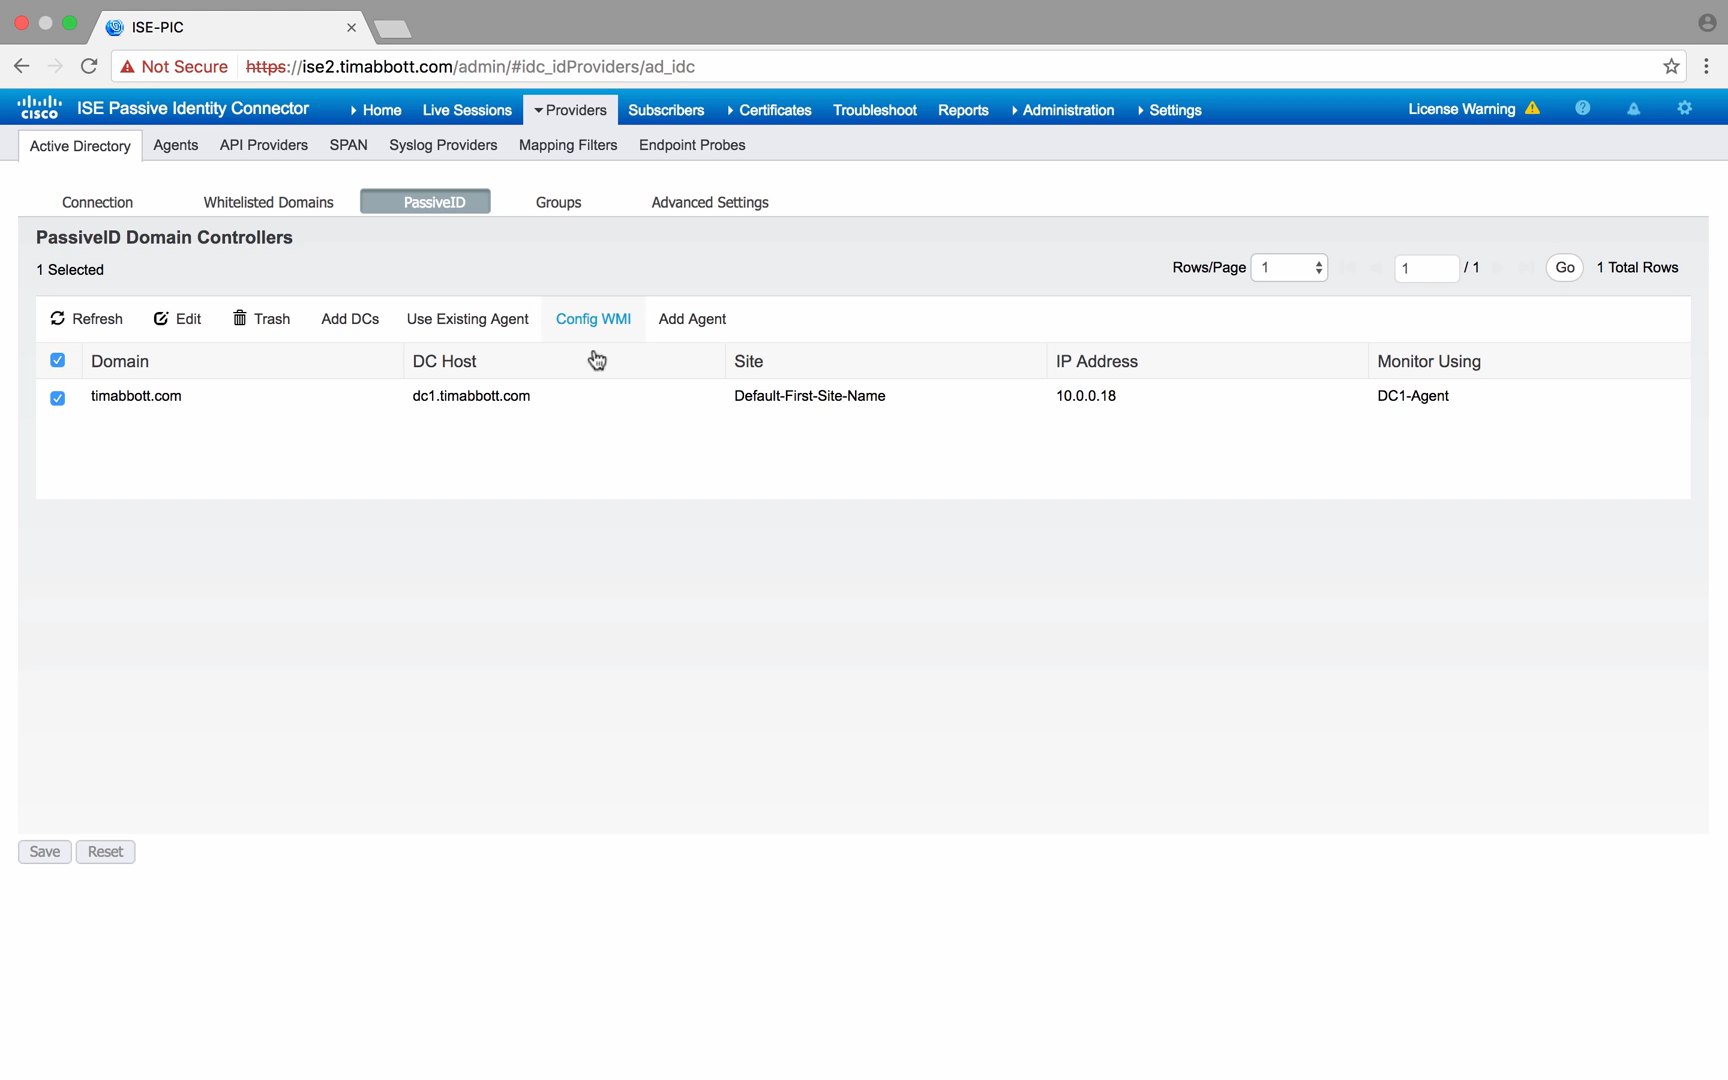 ISE-PIC
Not Secure https://ise2.timabbott.com/admin/#idc_idProviders/ad_idc
cisco ISE Passive Identity Connector Home Live Sessions Providers Subscribers Certificates Troubleshoot Reports Administration Settings License Warning
Active Directory Agents API Providers SPAN Syslog Providers Mapping Filters Endpoint Probes
Connection Whitelisted Domains PassiveID Groups Advanced Settings
PassiveID Domain Controllers
1 Selected Rows/Page 1 1 / 1 Go 1 Total Rows
Refresh Edit Trash Add DCs Use Existing Agent Config WMI Add Agent
Domain DC Host Site IP Address Monitor Using
timabbott.com dc1.timabbott.com Default-First-Site-Name 10.0.0.18 DC1-Agent
Save Reset